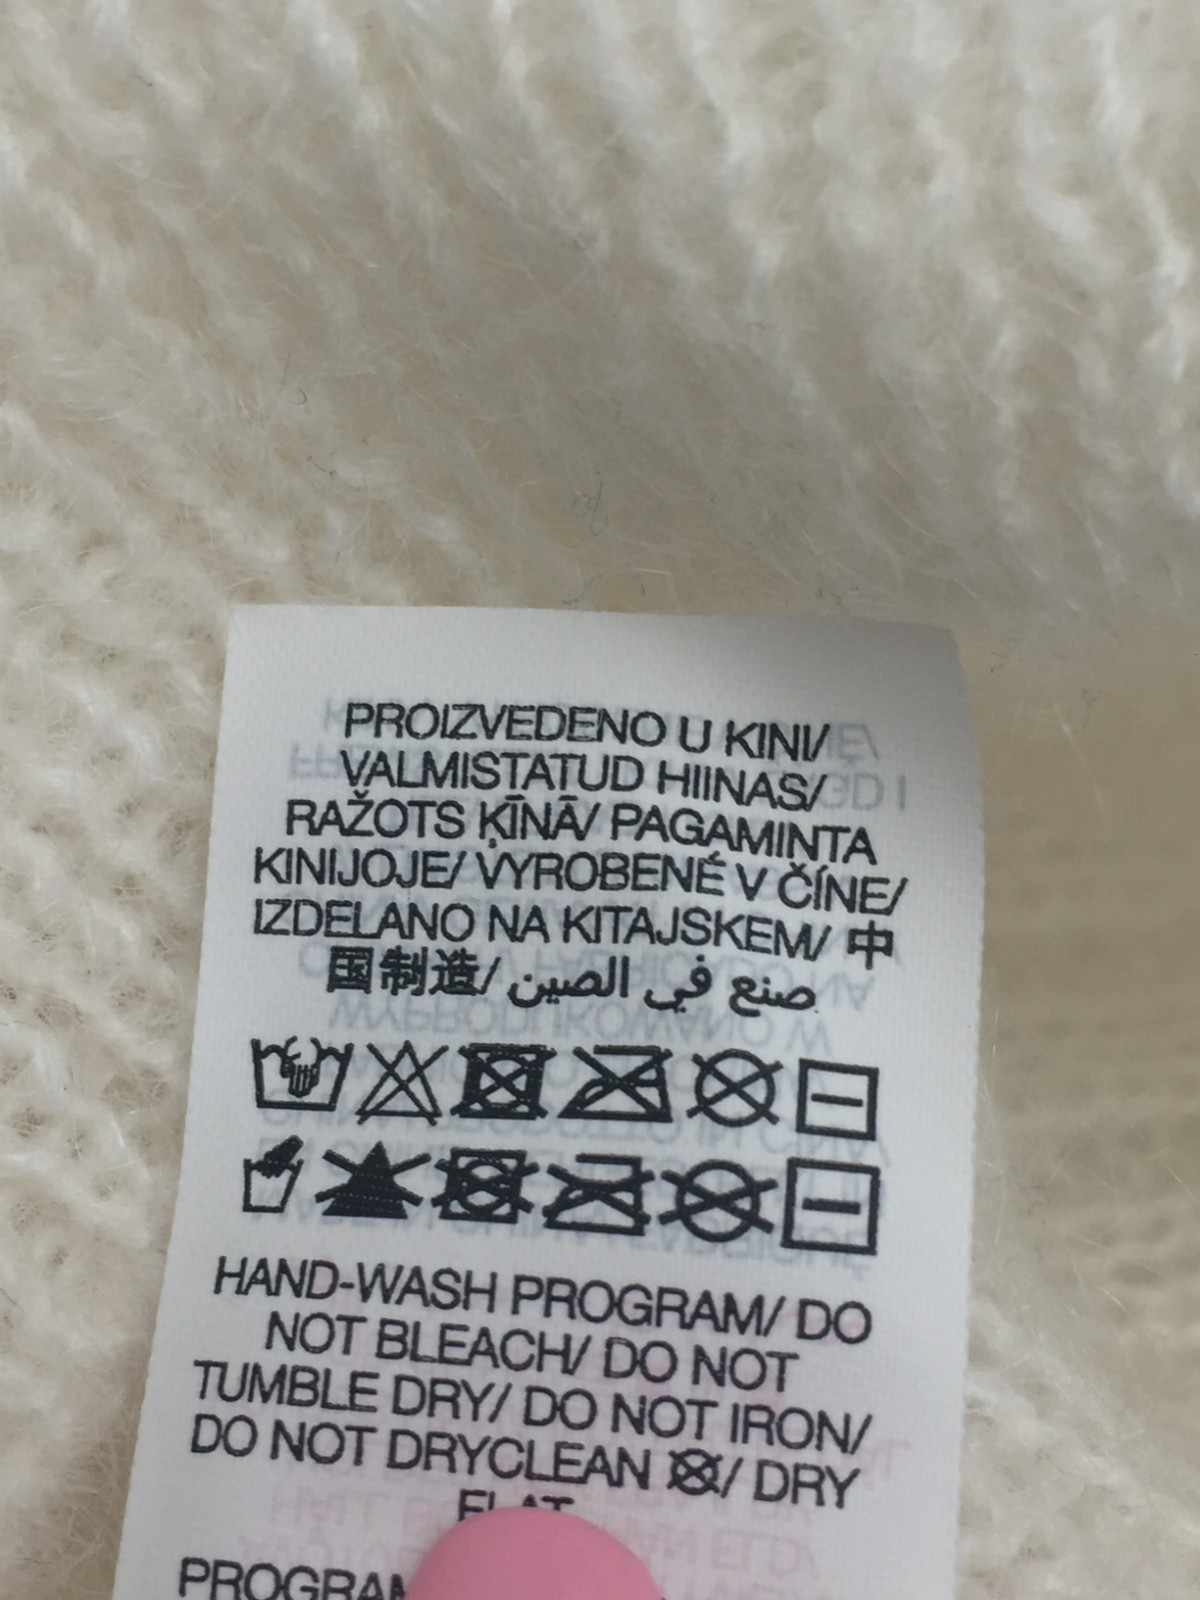 PROIZVEDENO U KINI/
VALMISTATUD HIINAS/
RAŽOTS ĶĪNĀ/ PAGAMINTA
KINIJOJE/ VYROBENÉ V ČÍNE/
IZDELANO NA KITAJSKEM/ 中
国制造/ صنع في الصين
HAND-WASH PROGRAM/ DO
NOT BLEACH/ DO NOT
TUMBLE DRY/ DO NOT IRON/
DO NOT DRYCLEAN / DRY
FLAT